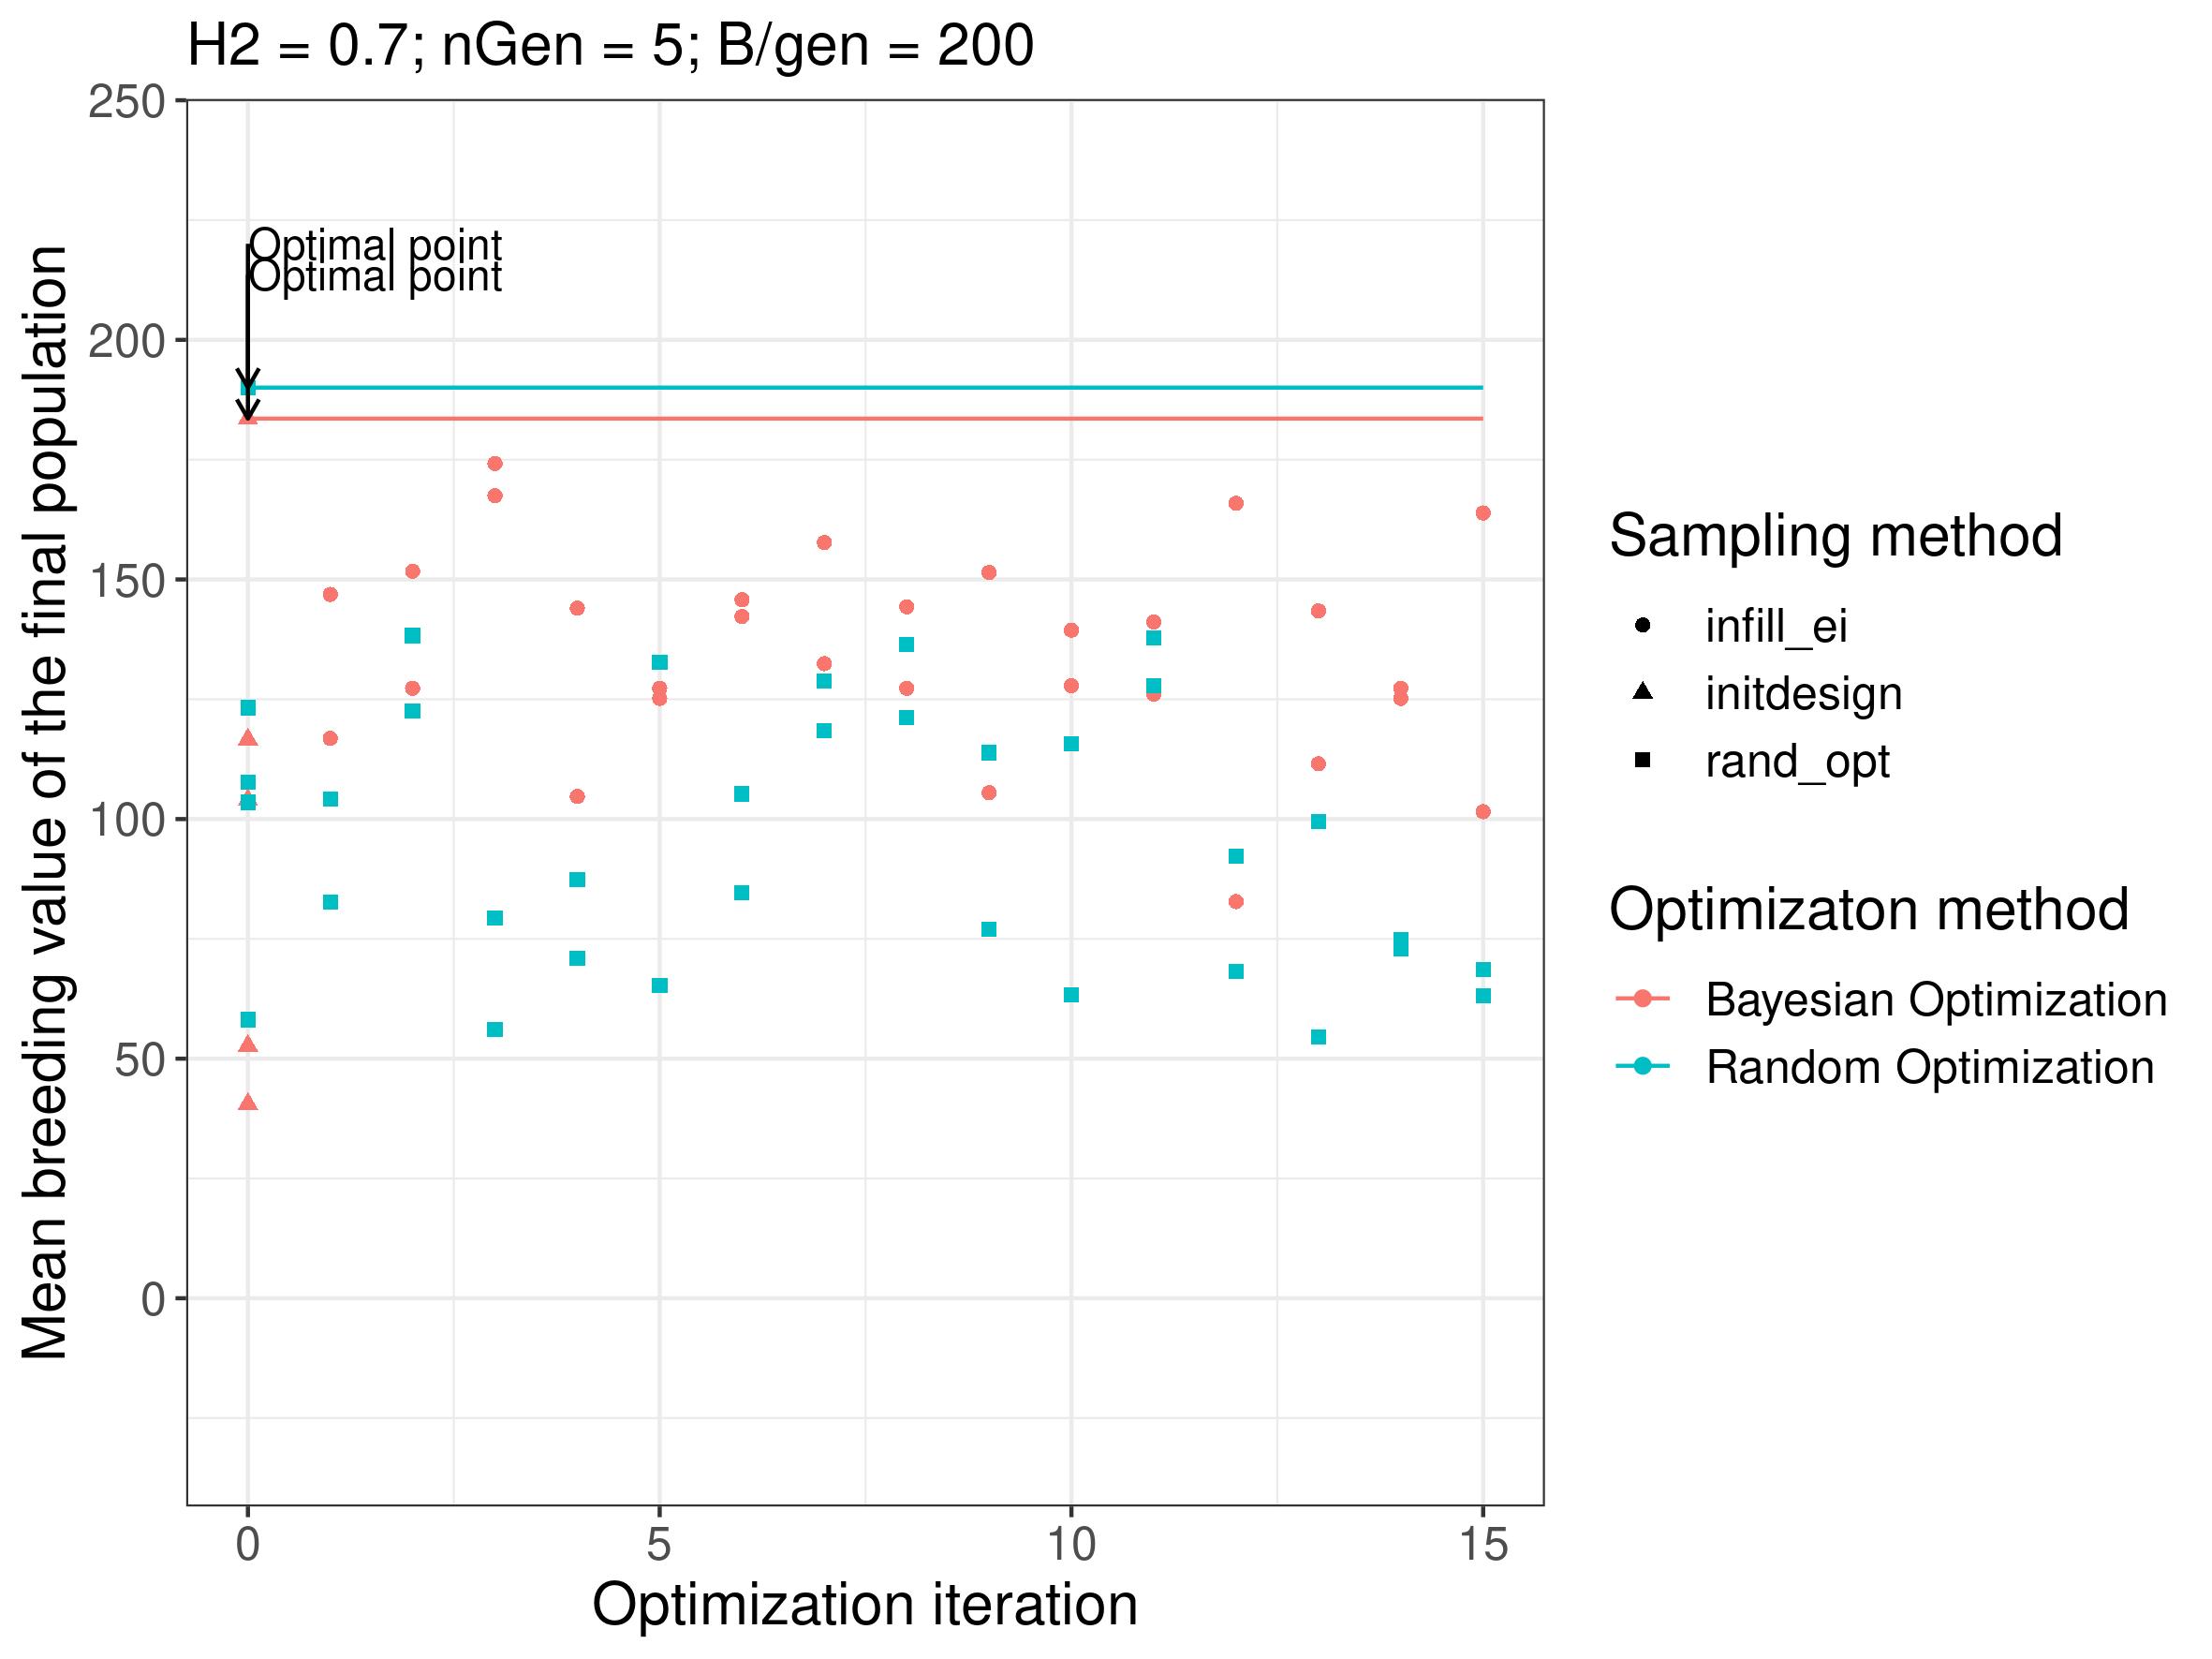 H2 = 0.7; nGen = 5; B/gen = 200
Mean breeding value of the final population
250
200
150
100
50
0
Optimal point
Optimal point
0 5 10 15
Optimization iteration
Sampling method
infill_ei
initdesign
rand_opt
Optimizaton method
Bayesian Optimization
Random Optimization